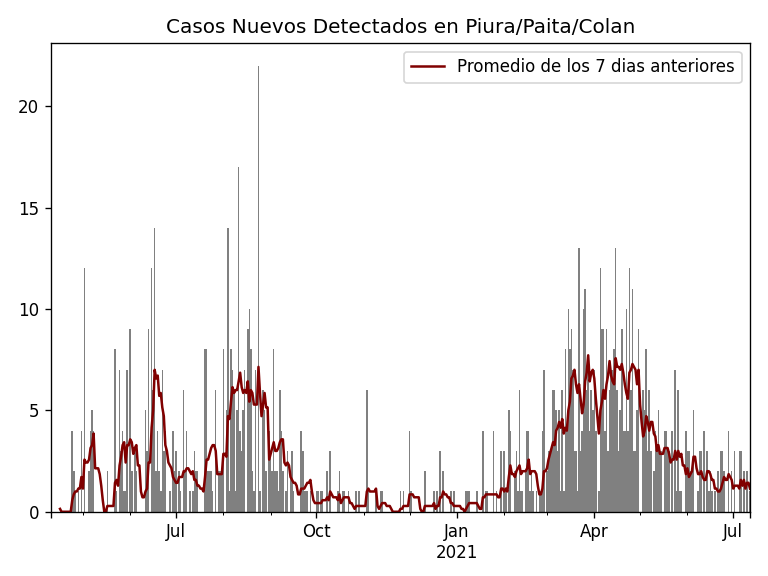 Casos Nuevos Detectados en Piura/Paita/Colan
Promedio de los 7 dias anteriores
20
15
10
5
0
Jul
Oct
Jan
2021
Apr
Jul